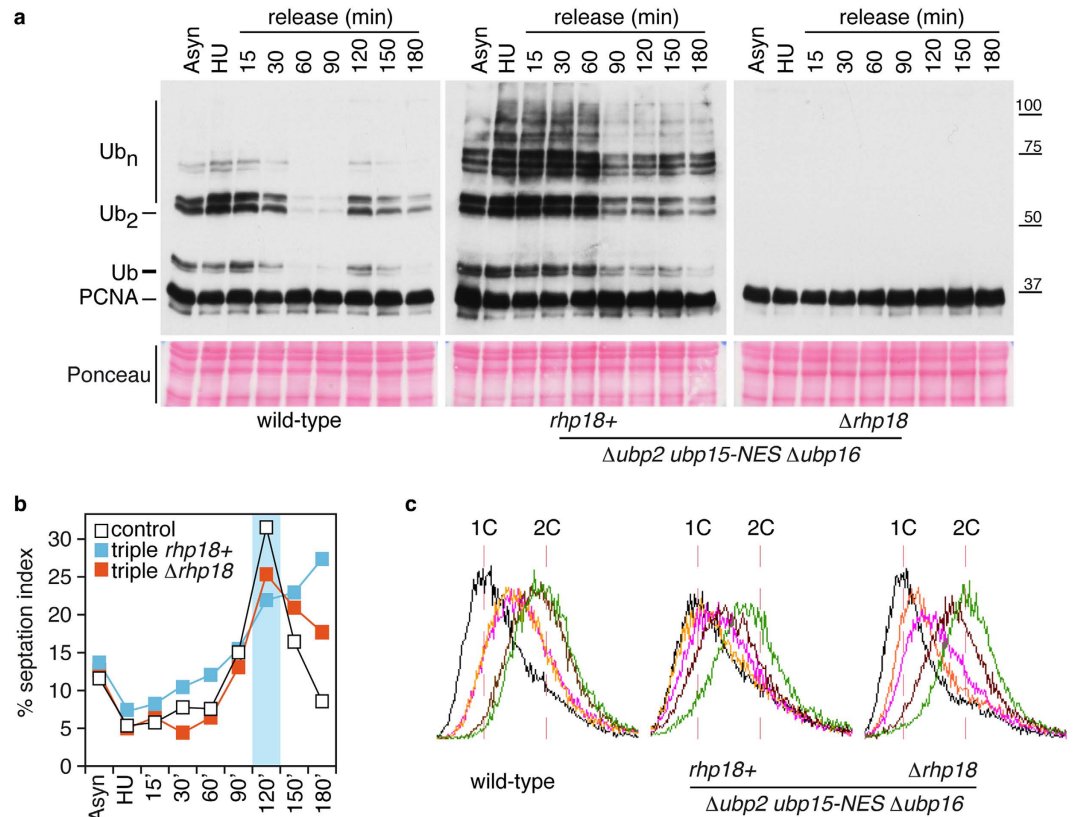 a
release (min)
release (min)
release (min)
Asyn HU 15 30 60 90 120 150 180
Asyn HU 15 30 60 90 120 150 180
Asyn HU 15 30 60 90 120 150 180
Ubn
Ub2
Ub
PCNA
100
75
50
37
Ponceau
wild-type
rhp18+
Δrhp18
Δubp2 ubp15-NES Δubp16
b
% septation index
30
25
20
15
10
5
0
control
triple rhp18+
triple Δrhp18
Asyn HU 15' 30' 60' 90' 120' 150' 180'
c
1C 2C
1C 2C
1C 2C
wild-type
rhp18+
Δrhp18
Δubp2 ubp15-NES Δubp16